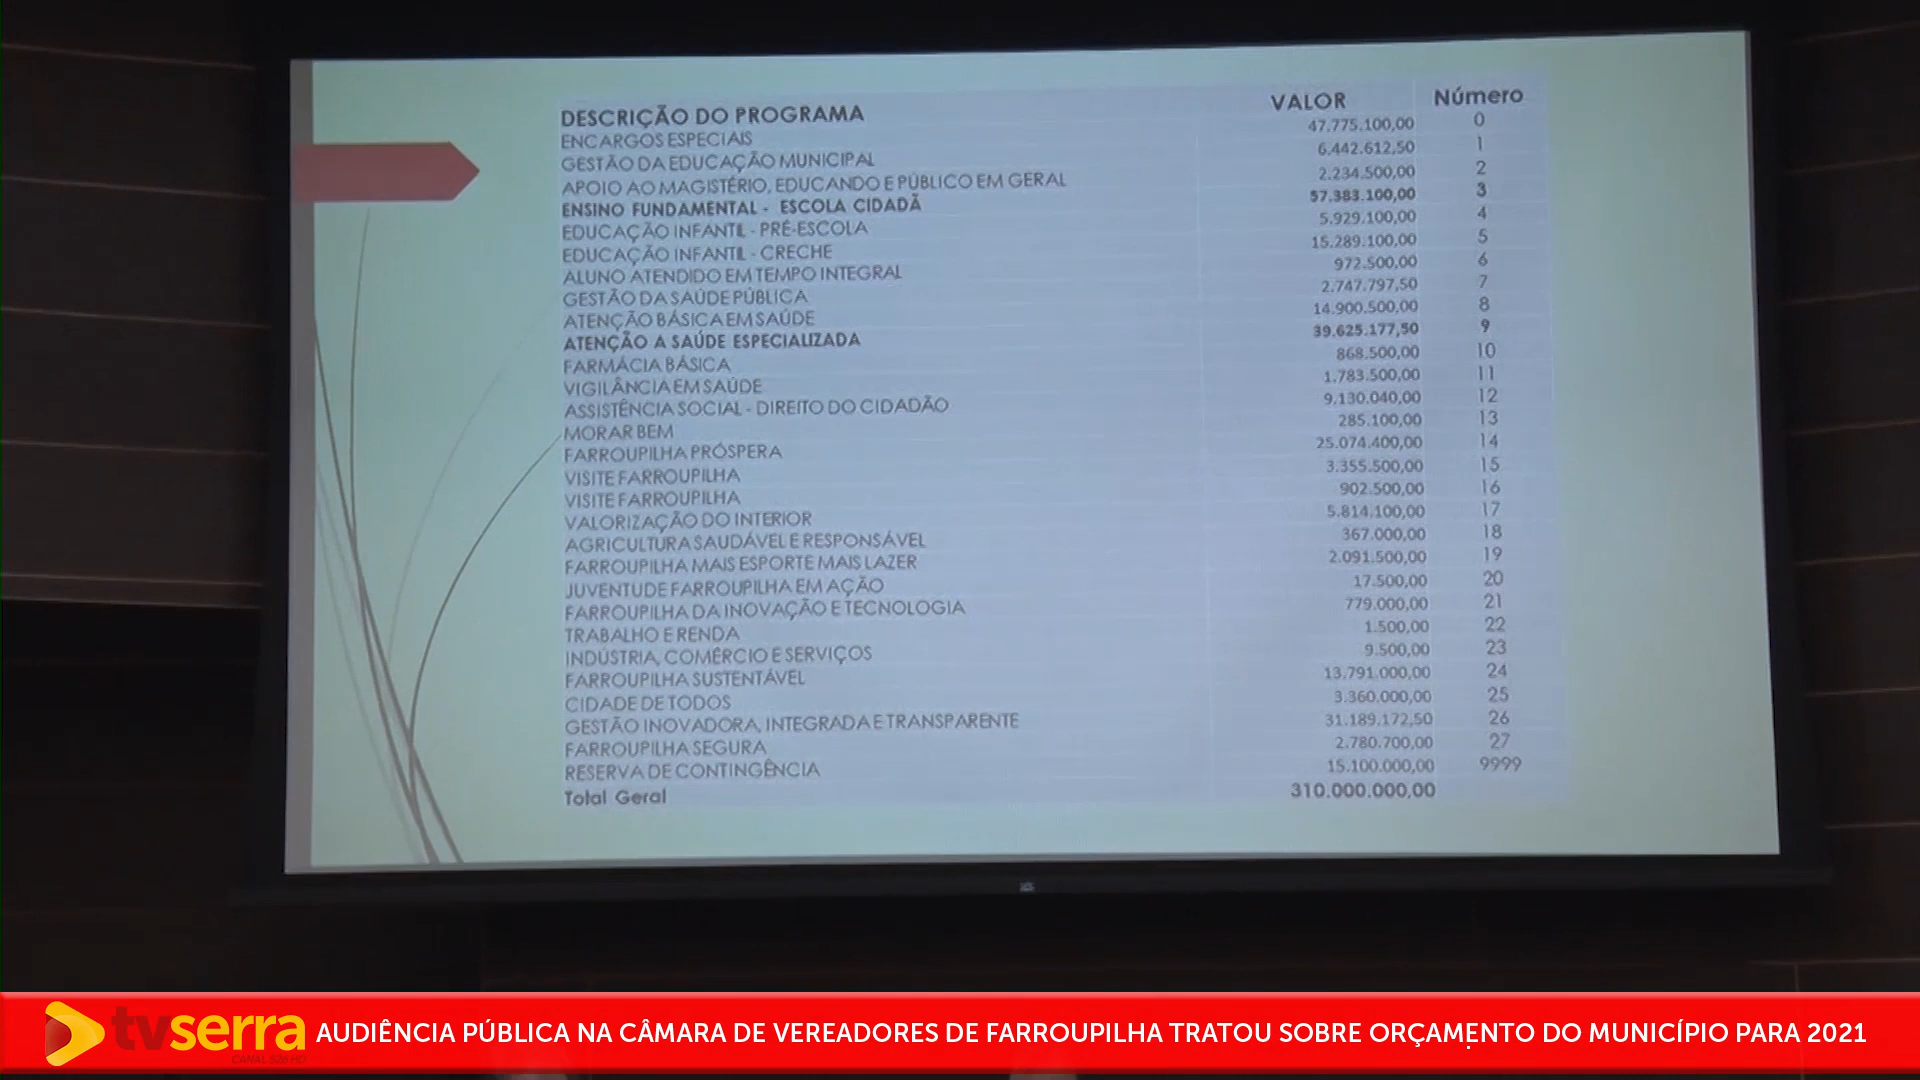 DESCRIÇÃO DO PROGRAMA VALOR Número
ENCARGOS ESPECIAIS 47.775.100,00 0
GESTÃO DA EDUCAÇÃO MUNICIPAL 6.442.612,50 1
APOIO AO MAGISTÉRIO, EDUCANDO E PÚBLICO EM GERAL 2.234.500,00 2
ENSINO FUNDAMENTAL - ESCOLA CIDADÃ 57.383.100,00 3
EDUCAÇÃO INFANTIL - PRÉ-ESCOLA 5.929.100,00 4
EDUCAÇÃO INFANTIL - CRECHE 15.289.100,00 5
ALUNO ATENDIDO EM TEMPO INTEGRAL 972.500,00 6
GESTÃO DA SAÚDE PÚBLICA 2.747.797,50 7
ATENÇÃO BÁSICA EM SAÚDE 14.900.500,00 8
ATENÇÃO A SAÚDE ESPECIALIZADA 39.625.177,50 9
FARMÁCIA BÁSICA 868.500,00 10
VIGILÂNCIA EM SAÚDE 1.783.500,00 11
ASSISTÊNCIA SOCIAL - DIREITO DO CIDADÃO 9.130.040,00 12
MORAR BEM 285.100,00 13
FARROUPILHA PRÓSPERA 25.074.400,00 14
VISITE FARROUPILHA 3.355.500,00 15
VISITE FARROUPILHA 902.500,00 16
VALORIZAÇÃO DO INTERIOR 5.814.100,00 17
AGRICULTURA SAUDÁVEL E RESPONSÁVEL 367.000,00 18
FARROUPILHA MAIS ESPORTE MAIS LAZER 2.091.500,00 19
JUVENTUDE FARROUPILHA EM AÇÃO 17.500,00 20
FARROUPILHA DA INOVAÇÃO E TECNOLOGIA 779.000,00 21
TRABALHO E RENDA 1.500,00 22
INDÚSTRIA, COMÉRCIO E SERVIÇOS 9.500,00 23
FARROUPILHA SUSTENTÁVEL 13.791.000,00 24
CIDADE DE TODOS 3.360.000,00 25
GESTÃO INOVADORA, INTEGRADA E TRANSPARENTE 31.189.172,50 26
FARROUPILHA SEGURA 2.780.700,00 27
RESERVA DE CONTINGÊNCIA 15.100.000,00 9999
Total Geral 310.000.000,00
tvserra
CANAL 526 HD
AUDIÊNCIA PÚBLICA NA CÂMARA DE VEREADORES DE FARROUPILHA TRATOU SOBRE ORÇAMENTO DO MUNICÍPIO PARA 2021